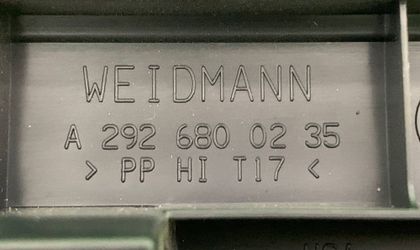 WEIDMANN
A 292 680 02 35
> PP HI T17 <